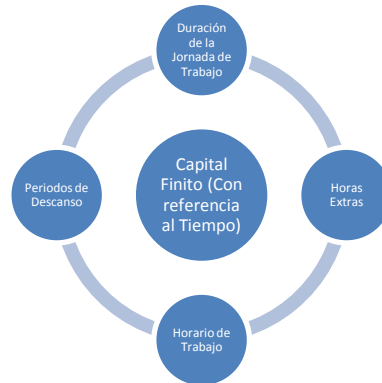 Duración
de la
Jornada de
Trabajo
Capital
Finito (Con
referencia
al Tiempo)
Periodos de
Descanso
Horas
Extras
Horario de
Trabajo